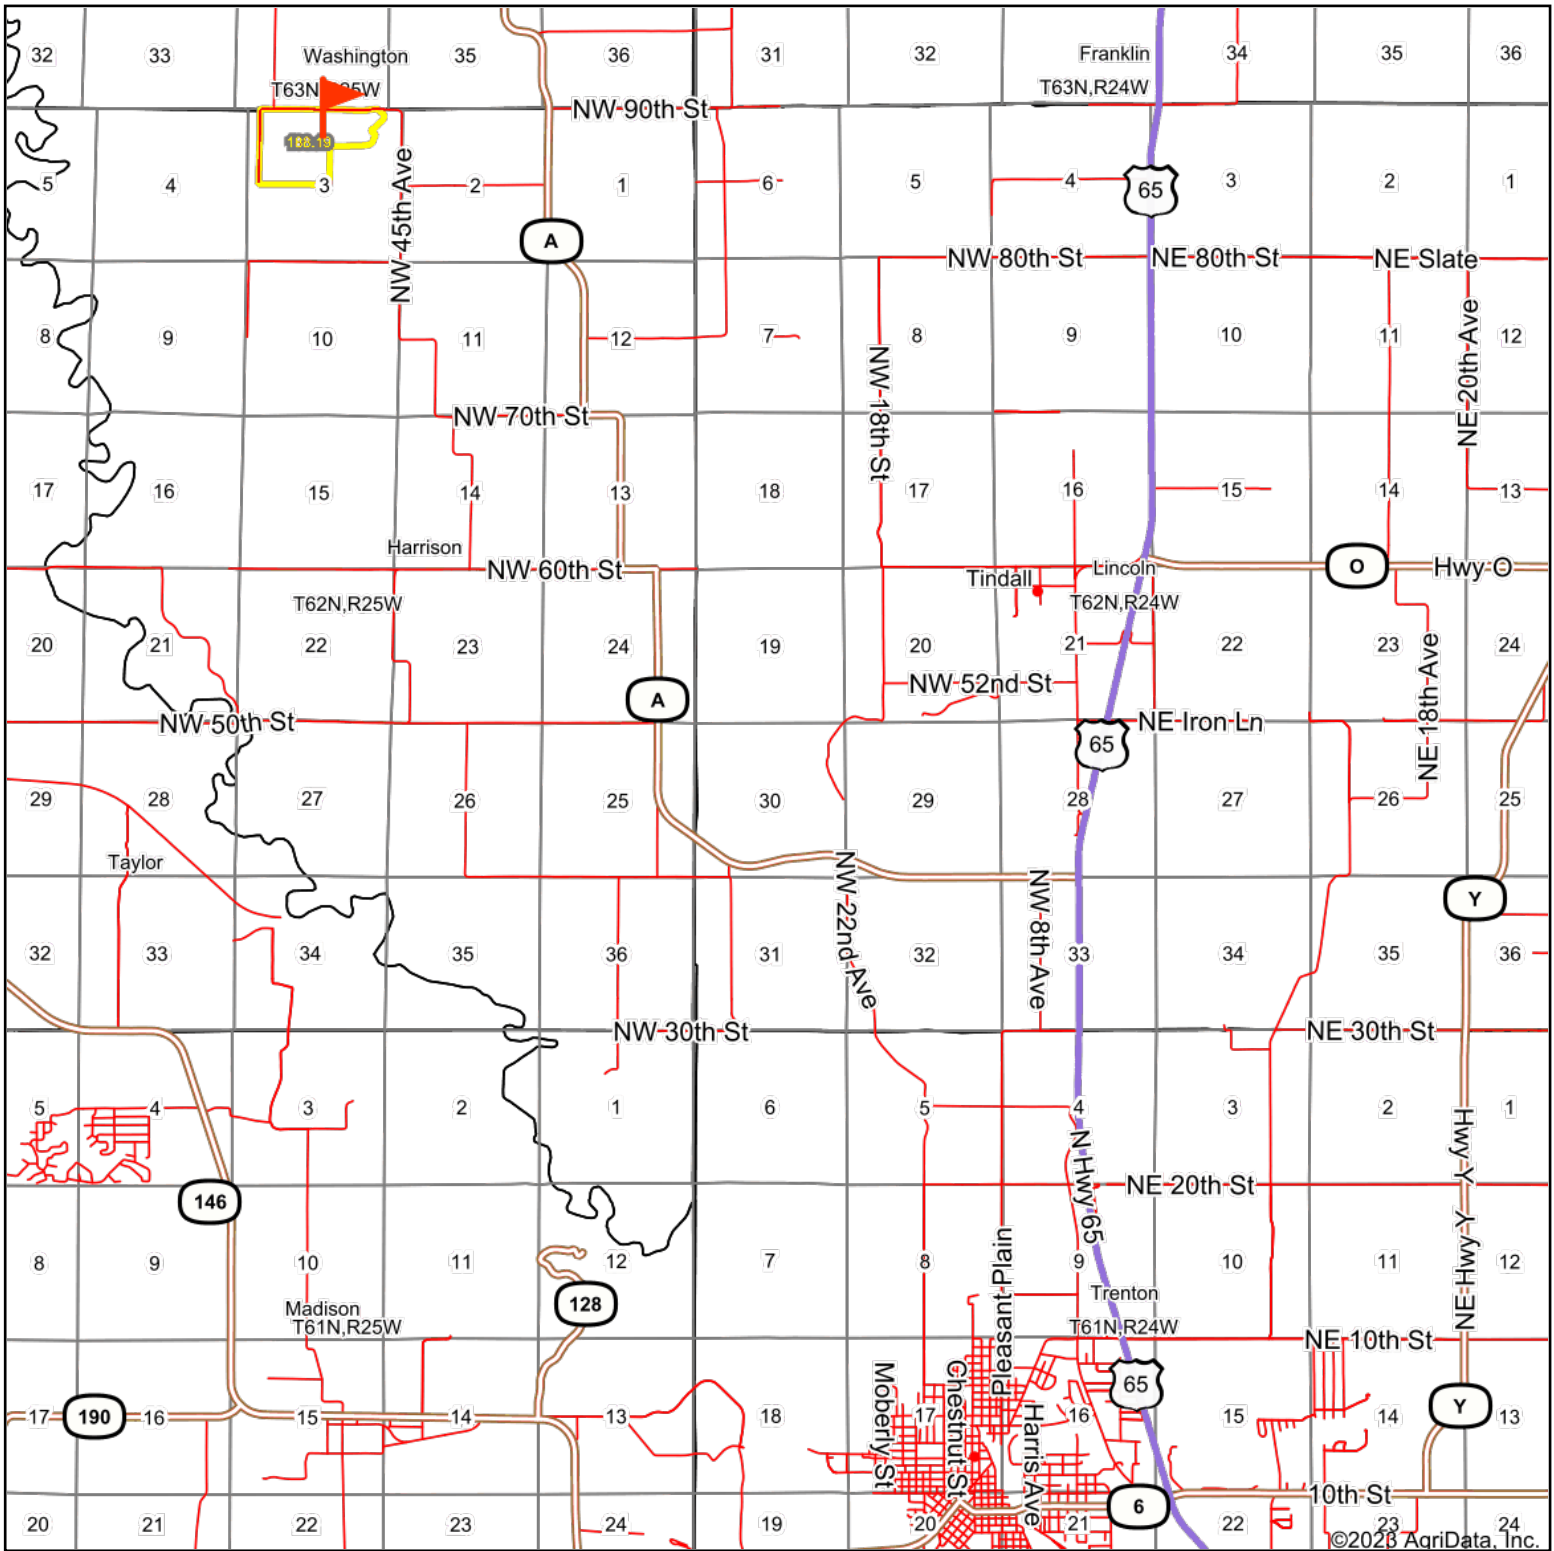 32 33 Washington 35 36 31 32 Franklin 34 35 36
T63N,R24W
NW 90th St
5 4 3 2 1 6 5 4 65 3 2 1
NW 45th Ave
A
NW 80th St NE 80th St NE Slate
8 9 10 11 12 7 8 9 10 11 12
NW 18th St
NE 20th Ave
NW 70th St
17 16 15 14 13 18 17 16 15 14 13
Harrison
NW 60th St
Tindall
Lincoln
O
Hwy O
T62N,R25W
T62N,R24W
20 21 22 23 24 19 20 21 22 23 24
NE 18th Ave
NW 52nd St
A
NW 50th St
NE Iron Ln
65
29 28 27 26 25 30 29 28 27 26 25
Taylor
NW 22nd Ave
NW 8th Ave
Y
32 33 34 35 36 31 32 33 34 35 36
NW 30th St
NE 30th St
5 4 3 2 1 6 5 4 3 2 1
N Hwy 65
Hwy Y
146
NE 20th St
8 9 10 11 12 7 8 9 10 11 12
NE Hwy Y
Pleasant Plain
Madison
128
Trenton
T61N,R25W
T61N,R24W
NE 10th St
65
Moberly St
Chestnut St
Harris Ave
17 190 16 15 14 13 18 17 16 15 14 Y 13
10th St
6
20 21 22 23 24 19 20 21 22 23 24
©2023 AgriData, Inc.